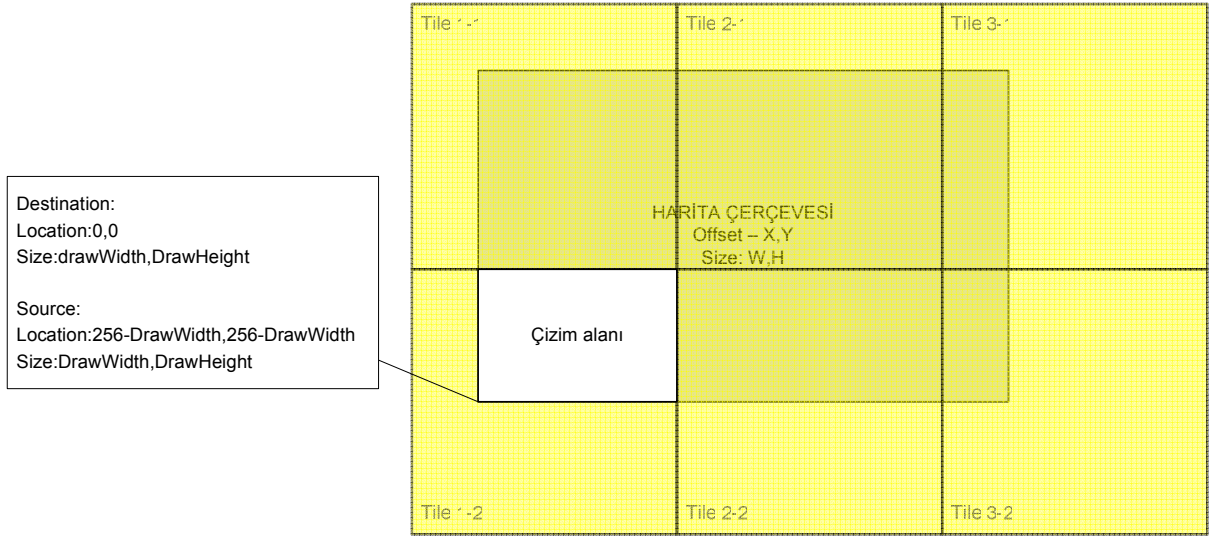 Tile 1-1
Tile 2-1
Tile 3-1
Destination:
Location:0,0
Size:drawWidth,DrawHeight
Source:
Location:256-DrawWidth,256-DrawWidth
Size:DrawWidth,DrawHeight
HARİTA ÇERÇEVESİ
Offset – X,Y
Size: W,H
Çizim alanı
Tile 1-2
Tile 2-2
Tile 3-2